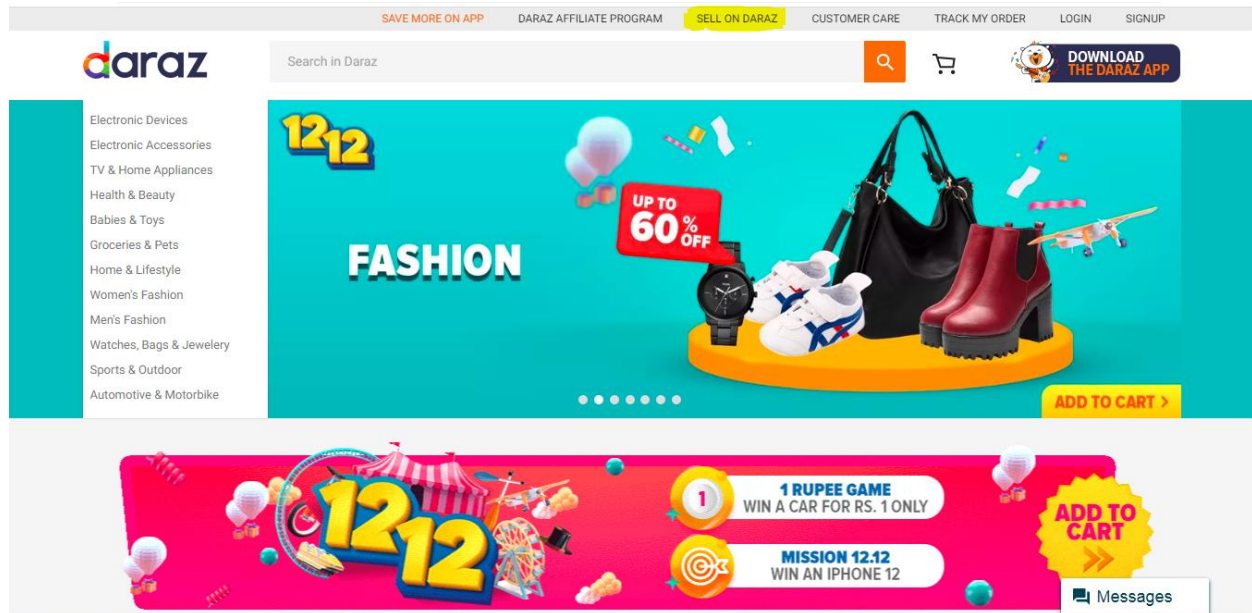 SAVE MORE ON APP DARAZ AFFILIATE PROGRAM SELL ON DARAZ CUSTOMER CARE TRACK MY ORDER LOGIN SIGNUP
daraz
Search in Daraz
DOWNLOAD
THE DARAZ APP
Electronic Devices
Electronic Accessories
TV & Home Appliances
Health & Beauty
Babies & Toys
Groceries & Pets
Home & Lifestyle
Women's Fashion
Men's Fashion
Watches, Bags & Jewelery
Sports & Outdoor
Automotive & Motorbike
12 12
FASHION
UP TO
60% OFF
ADD TO CART >
12 12
1
1 RUPEE GAME
WIN A CAR FOR RS. 1 ONLY
MISSION 12.12
WIN AN IPHONE 12
ADD TO
CART
Messages